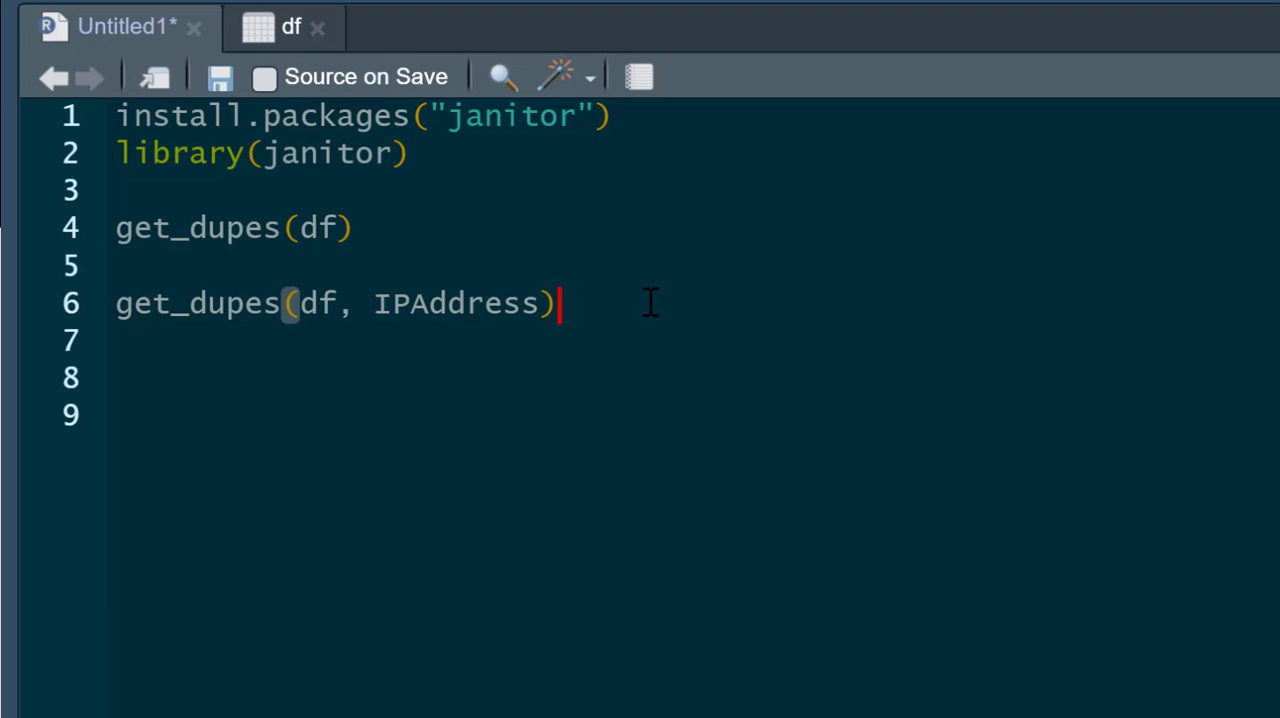 Untitled1* df
Source on Save
1 install.packages("janitor")
2 library(janitor)
3
4 get_dupes(df)
5
6 get_dupes(df, IPAddress)
7
8
9